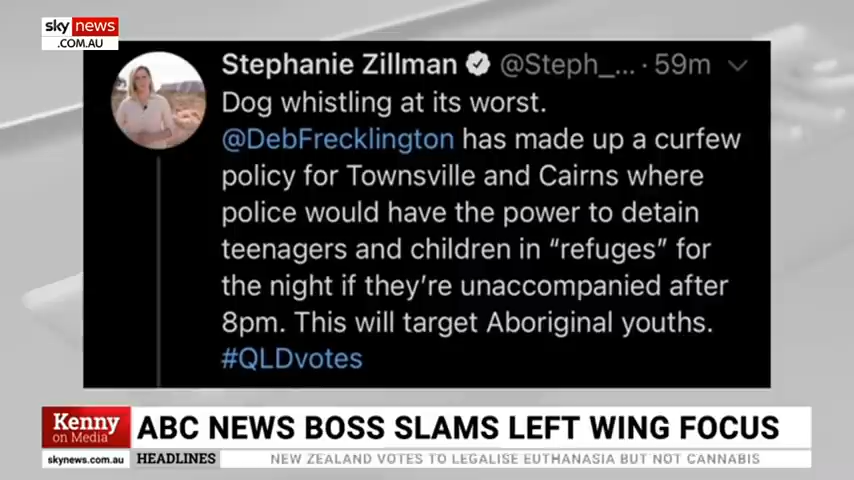 sky news
.COM.AU
Stephanie Zillman @Steph_... · 59m
Dog whistling at its worst.
@DebFrecklington has made up a curfew
policy for Townsville and Cairns where
police would have the power to detain
teenagers and children in “refuges” for
the night if they’re unaccompanied after
8pm. This will target Aboriginal youths.
#QLDvotes
Kenny
on Media
ABC NEWS BOSS SLAMS LEFT WING FOCUS
skynews.com.au HEADLINES NEW ZEALAND VOTES TO LEGALISE EUTHANASIA BUT NOT CANNABIS